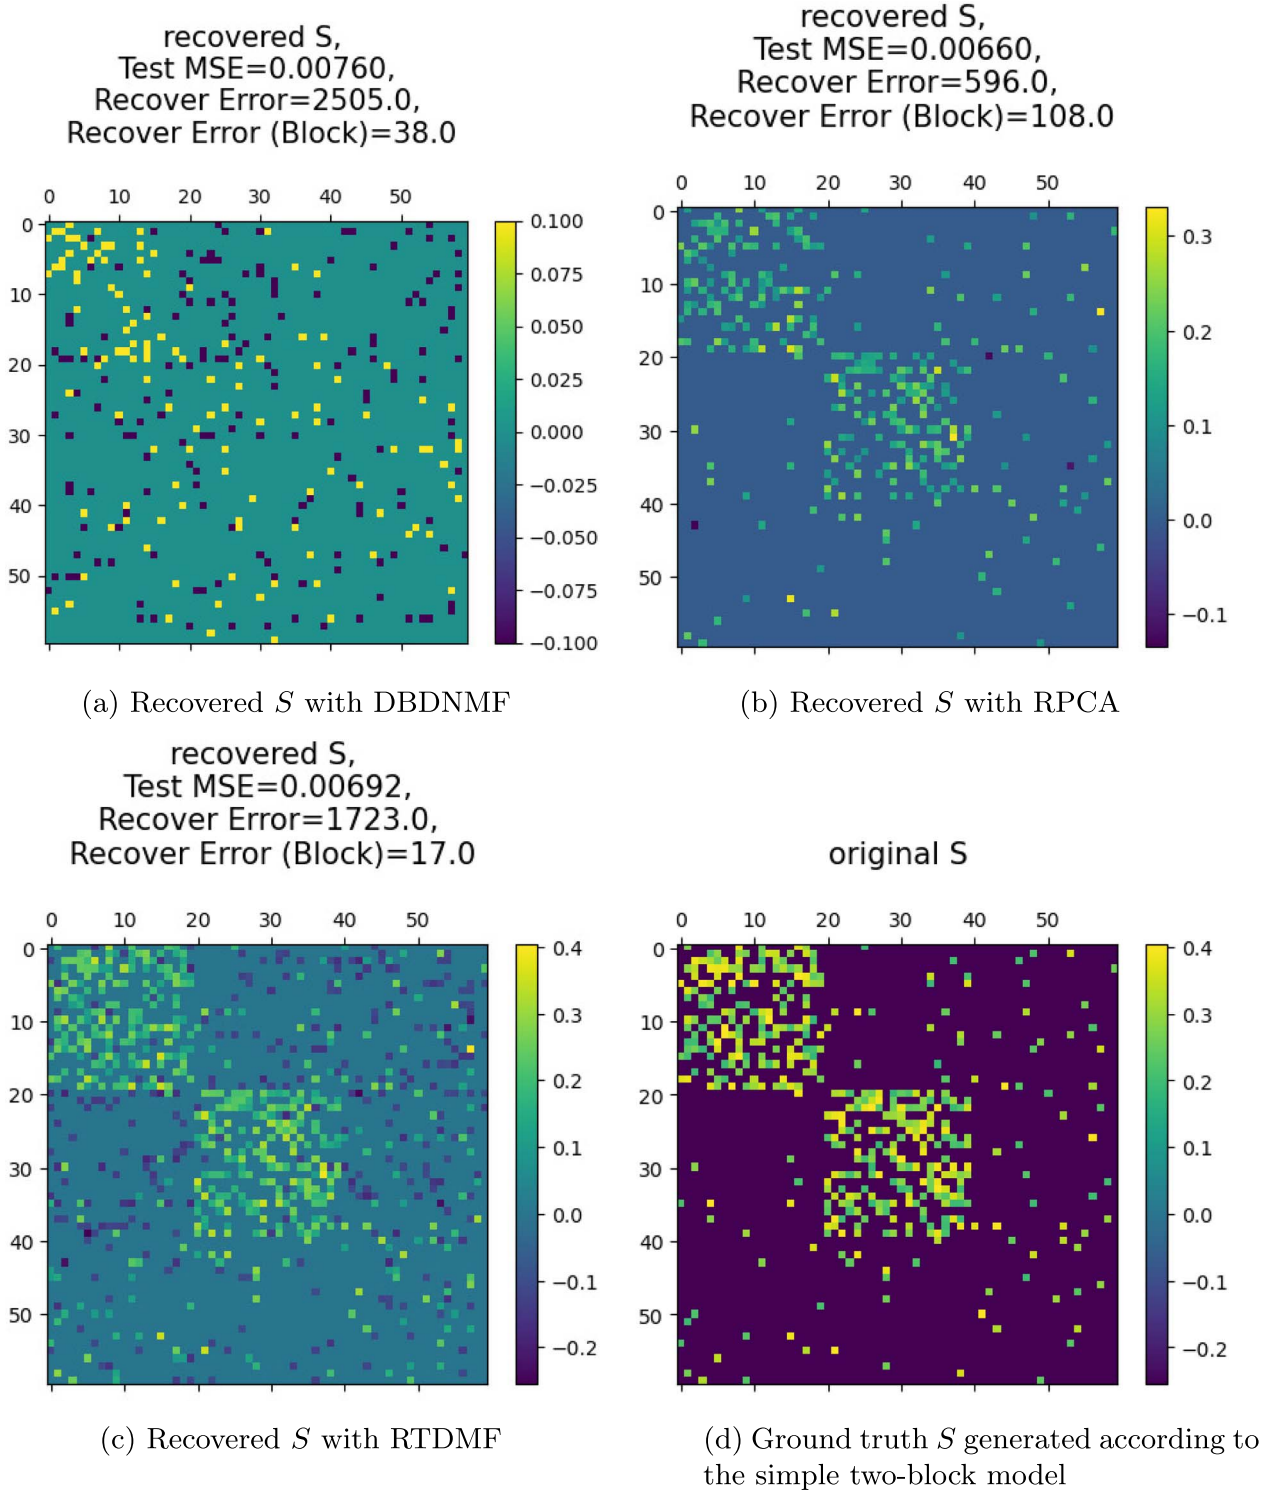 recovered S,
Test MSE=0.00760,
Recover Error=2505.0,
Recover Error (Block)=38.0
0 10 20 30 40 50
0
10
20
30
40
50
0.100
0.075
0.050
0.025
0.000
−0.025
−0.050
−0.075
−0.100
(a) Recovered S with DBDNMF
recovered S,
Test MSE=0.00660,
Recover Error=596.0,
Recover Error (Block)=108.0
0 10 20 30 40 50
0
10
20
30
40
50
0.3
0.2
0.1
0.0
−0.1
(b) Recovered S with RPCA
recovered S,
Test MSE=0.00692,
Recover Error=1723.0,
Recover Error (Block)=17.0
0 10 20 30 40 50
0
10
20
30
40
50
0.4
0.3
0.2
0.1
0.0
−0.1
−0.2
(c) Recovered S with RTDMF
original S
0 10 20 30 40 50
0
10
20
30
40
50
0.4
0.3
0.2
0.1
0.0
−0.1
−0.2
(d) Ground truth S generated according to
the simple two-block model